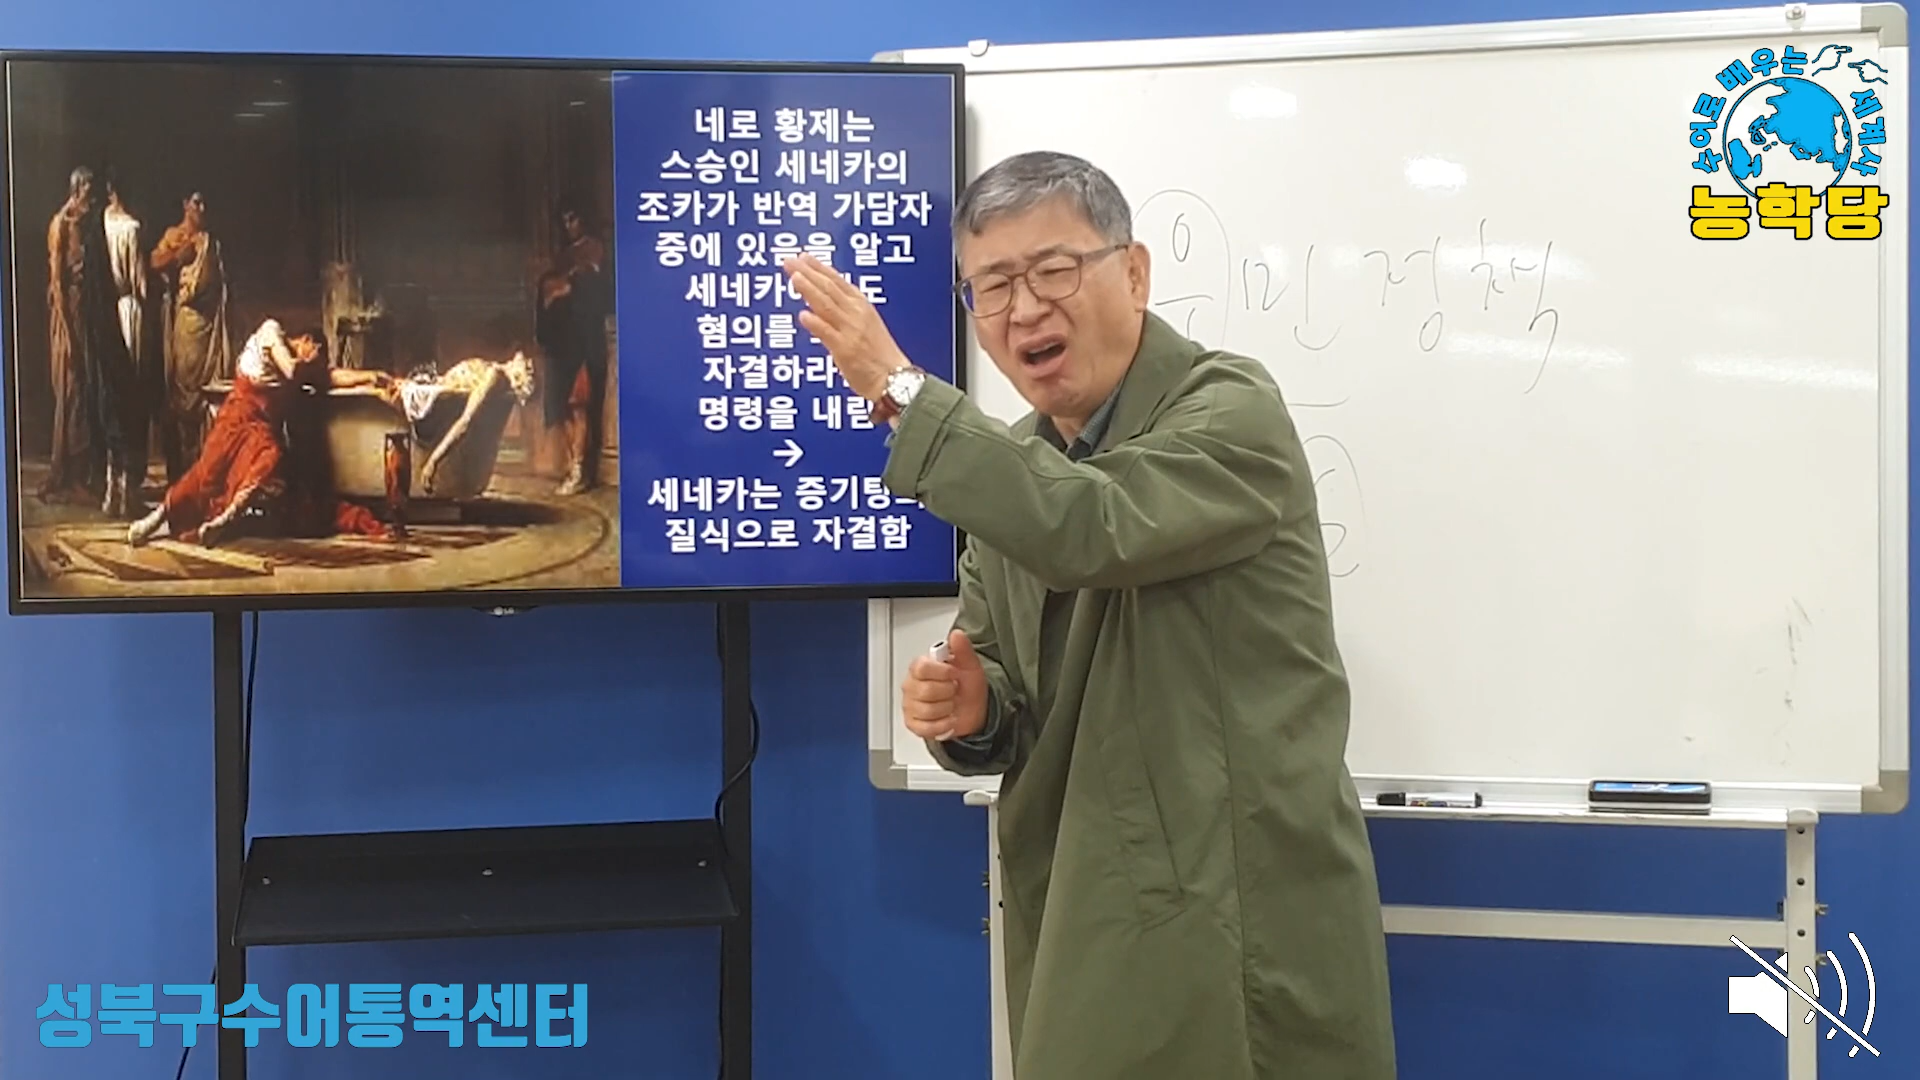 네로 황제는
스승인 세네카의
조카가 반역 가담자
중에 있음을 알고
세네카
혐의를
자결하라
명령을 내림
→
세네카는 증기탕
질식으로 자결함
우민정책
수어로 배우는 세계사
농학당
성북구수어통역센터
LG